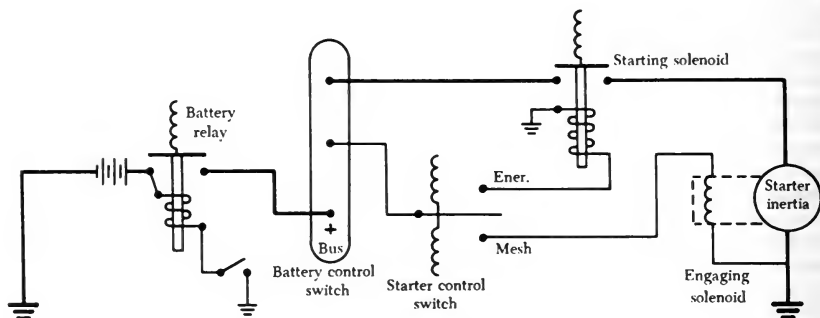 Starting solenoid
Battery
relay
Ener.
Starter
inertia
+
Bus
Mesh
Battery control
switch
Starter control
switch
Engaging
solenoid